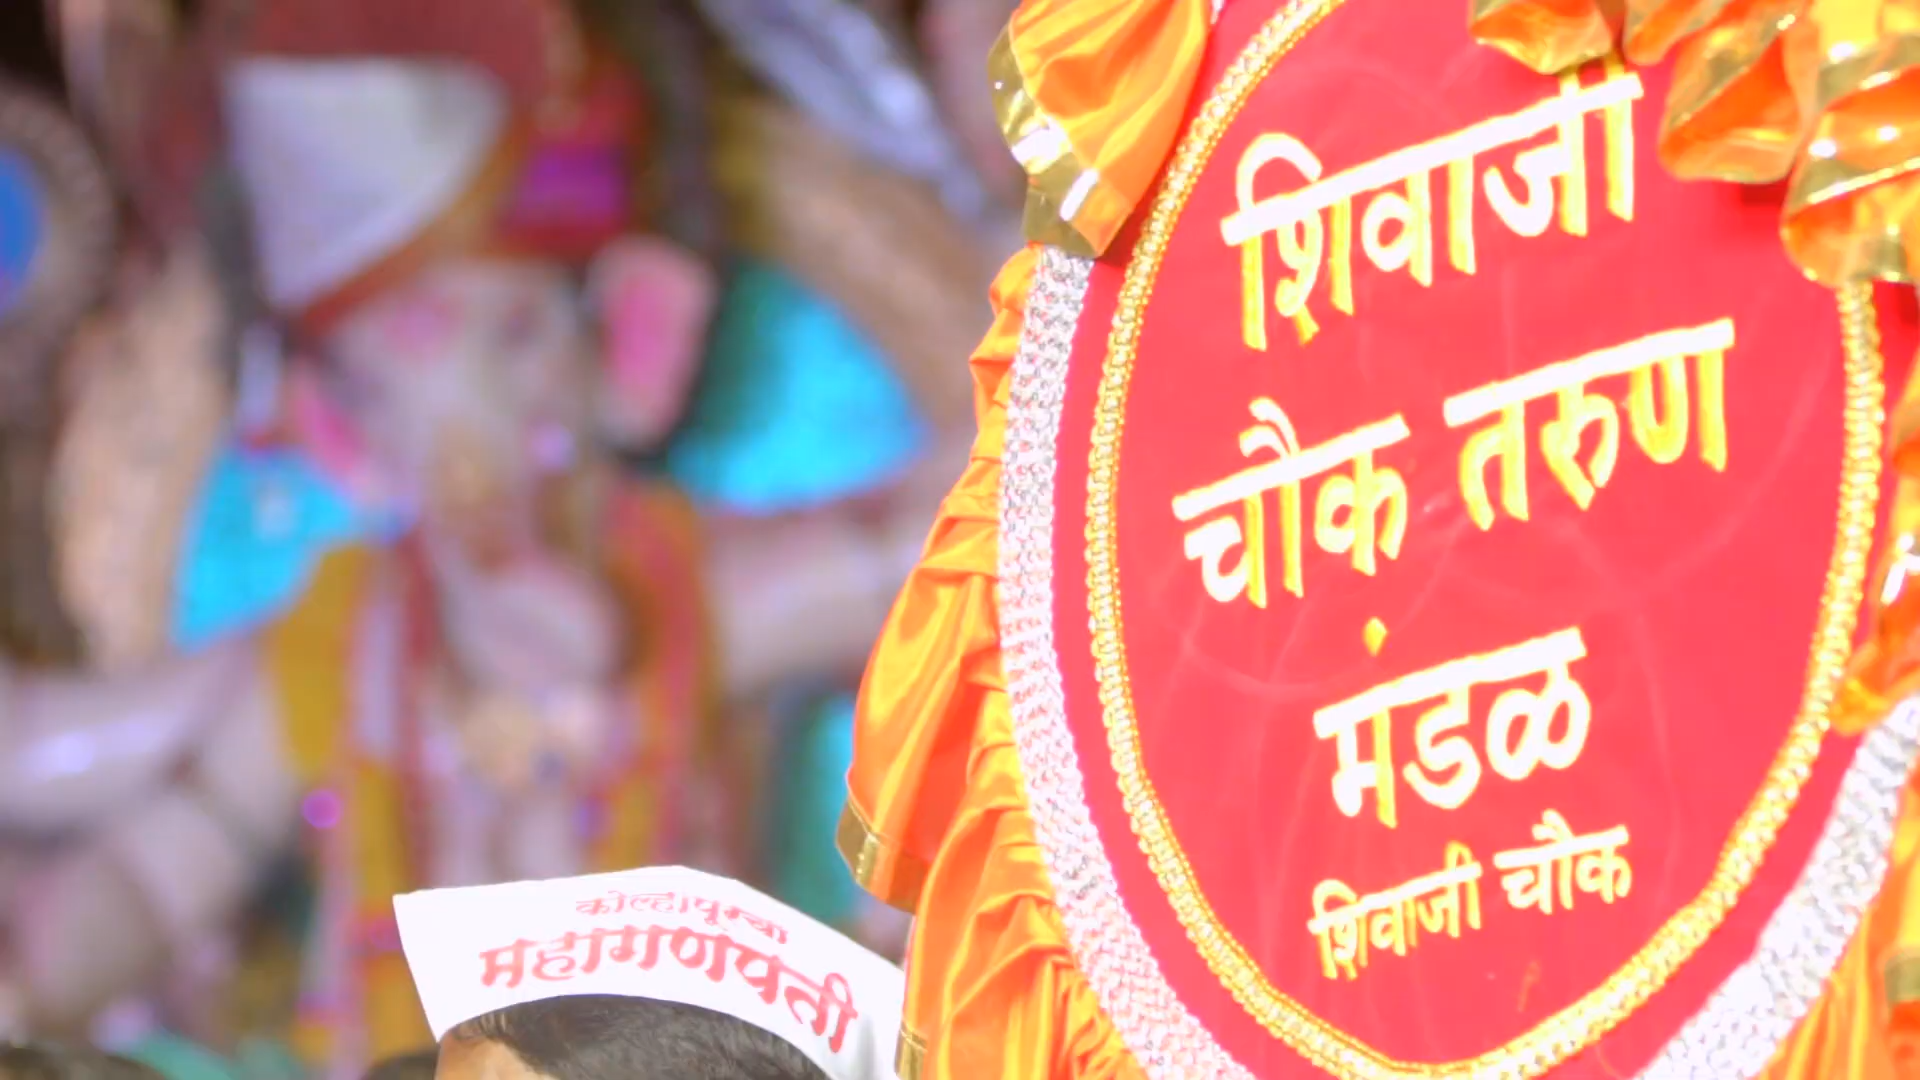 शिवाजी
चौक तरुण
मंडळ
शिवाजी चौक
कोल्हापूरचा
महागणपती